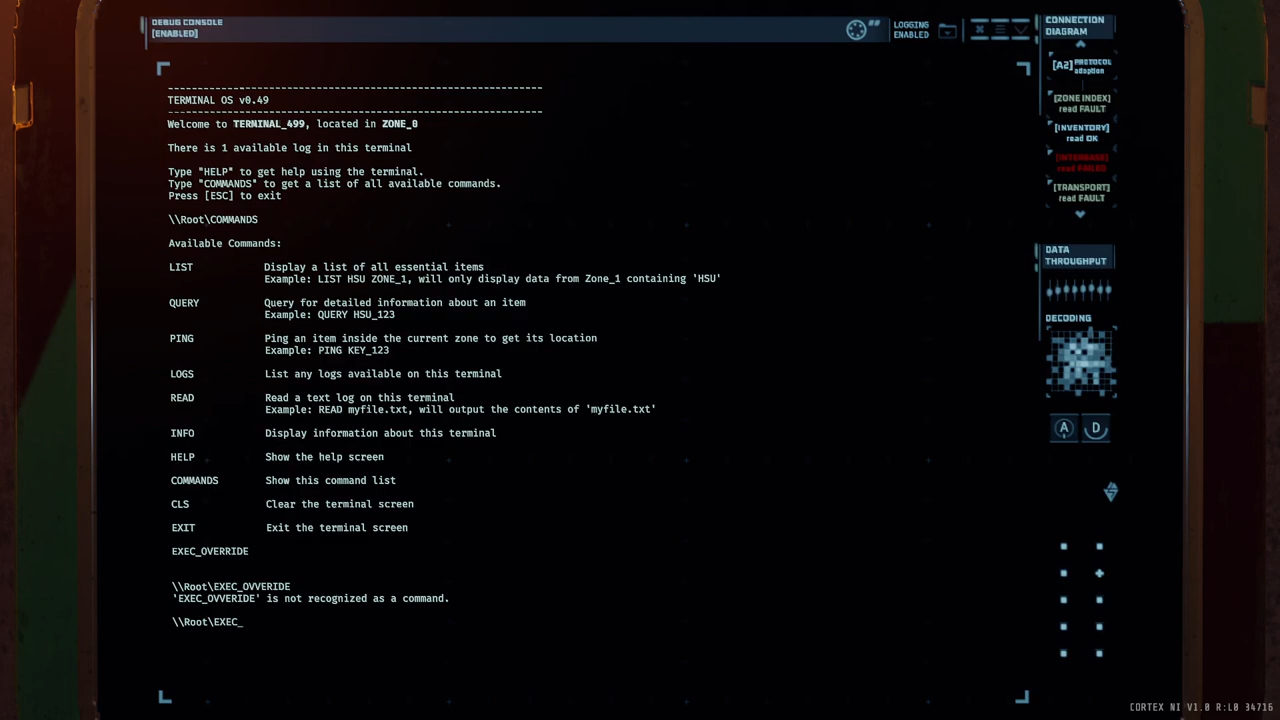 DEBUG CONSOLE
[ENABLED]
LOGGING
ENABLED
CONNECTION
DIAGRAM
[A2] PROTOCOL
adaption
[ZONE INDEX]
read FAULT
[INVENTORY]
read OK
[INTERBASE]
read FAILED
[TRANSPORT]
read FAULT
DATA
THROUGHPUT
DECODING
A D
TERMINAL OS v0.49
Welcome to TERMINAL_499, located in ZONE_0
There is 1 available log in this terminal
Type "HELP" to get help using the terminal.
Type "COMMANDS" to get a list of all available commands.
Press [ESC] to exit
\\Root\COMMANDS
Available Commands:
LIST Display a list of all essential items
Example: LIST HSU ZONE_1, will only display data from Zone_1 containing 'HSU'
QUERY Query for detailed information about an item
Example: QUERY HSU_123
PING Ping an item inside the current zone to get its location
Example: PING KEY_123
LOGS List any logs available on this terminal
READ Read a text log on this terminal
Example: READ myfile.txt, will output the contents of 'myfile.txt'
INFO Display information about this terminal
HELP Show the help screen
COMMANDS Show this command list
CLS Clear the terminal screen
EXIT Exit the terminal screen
EXEC_OVERRIDE
\\Root\EXEC_OVVERIDE
'EXEC_OVVERIDE' is not recognized as a command.
\\Root\EXEC_
CORTEX NI V1.0 R:L0 34716